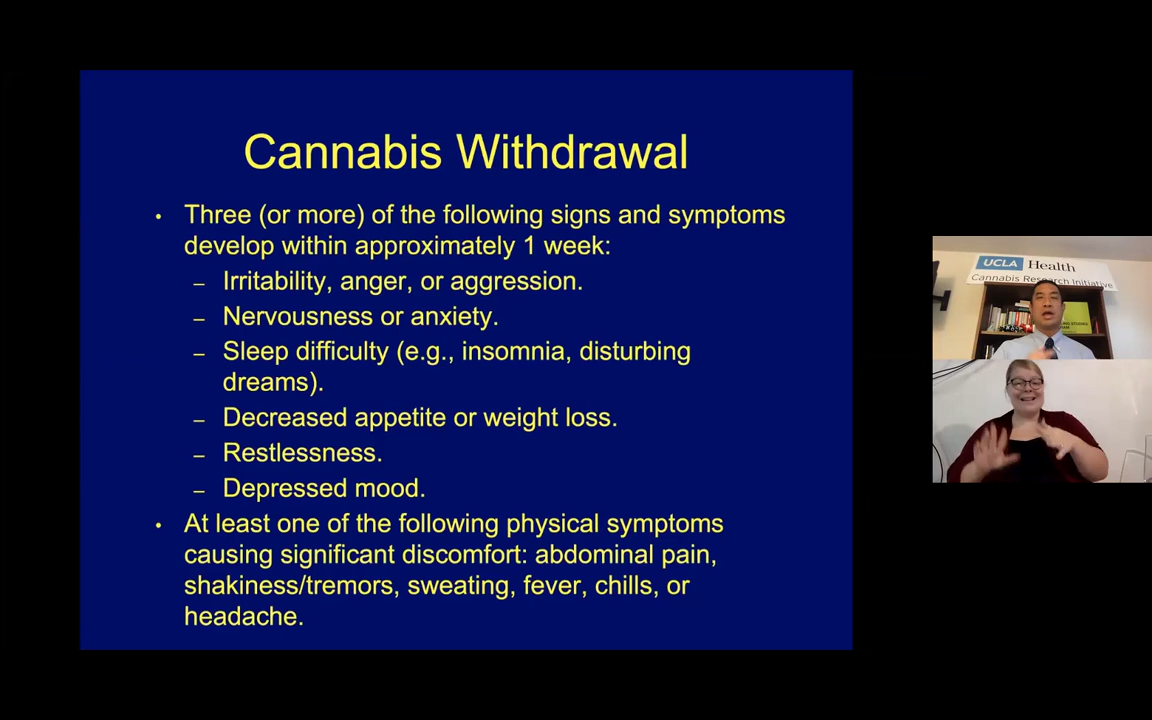 Cannabis Withdrawal
• Three (or more) of the following signs and symptoms
develop within approximately 1 week:
– Irritability, anger, or aggression.
– Nervousness or anxiety.
– Sleep difficulty (e.g., insomnia, disturbing
dreams).
– Decreased appetite or weight loss.
– Restlessness.
– Depressed mood.
• At least one of the following physical symptoms
causing significant discomfort: abdominal pain,
shakiness/tremors, sweating, fever, chills, or
headache.
UCLA Health
Cannabis Research Initiative